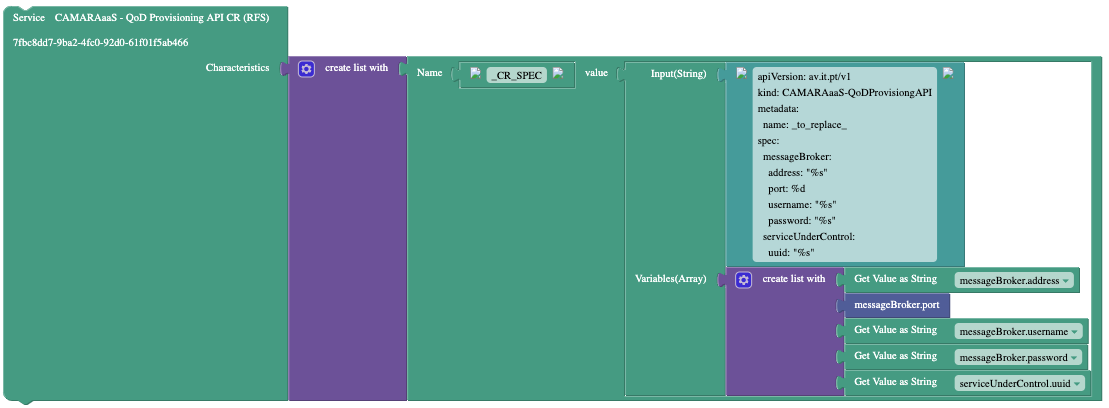 Service CAMARAaaS - QoD Provisioning API CR (RFS)
7fbc8dd7-9ba2-4fc0-92d0-61f01f5ab466
Characteristics
create list with
Name
_CR_SPEC
value
Input(String)
apiVersion: av.it.pt/v1
kind: CAMARAaaS-QoDProvisiongAPI
metadata:
name: _to_replace_
spec:
messageBroker:
address: "%s"
port: %d
username: "%s"
password: "%s"
serviceUnderControl:
uuid: "%s"
Variables(Array)
create list with
Get Value as String messageBroker.address
messageBroker.port
Get Value as String messageBroker.username
Get Value as String messageBroker.password
Get Value as String serviceUnderControl.uuid